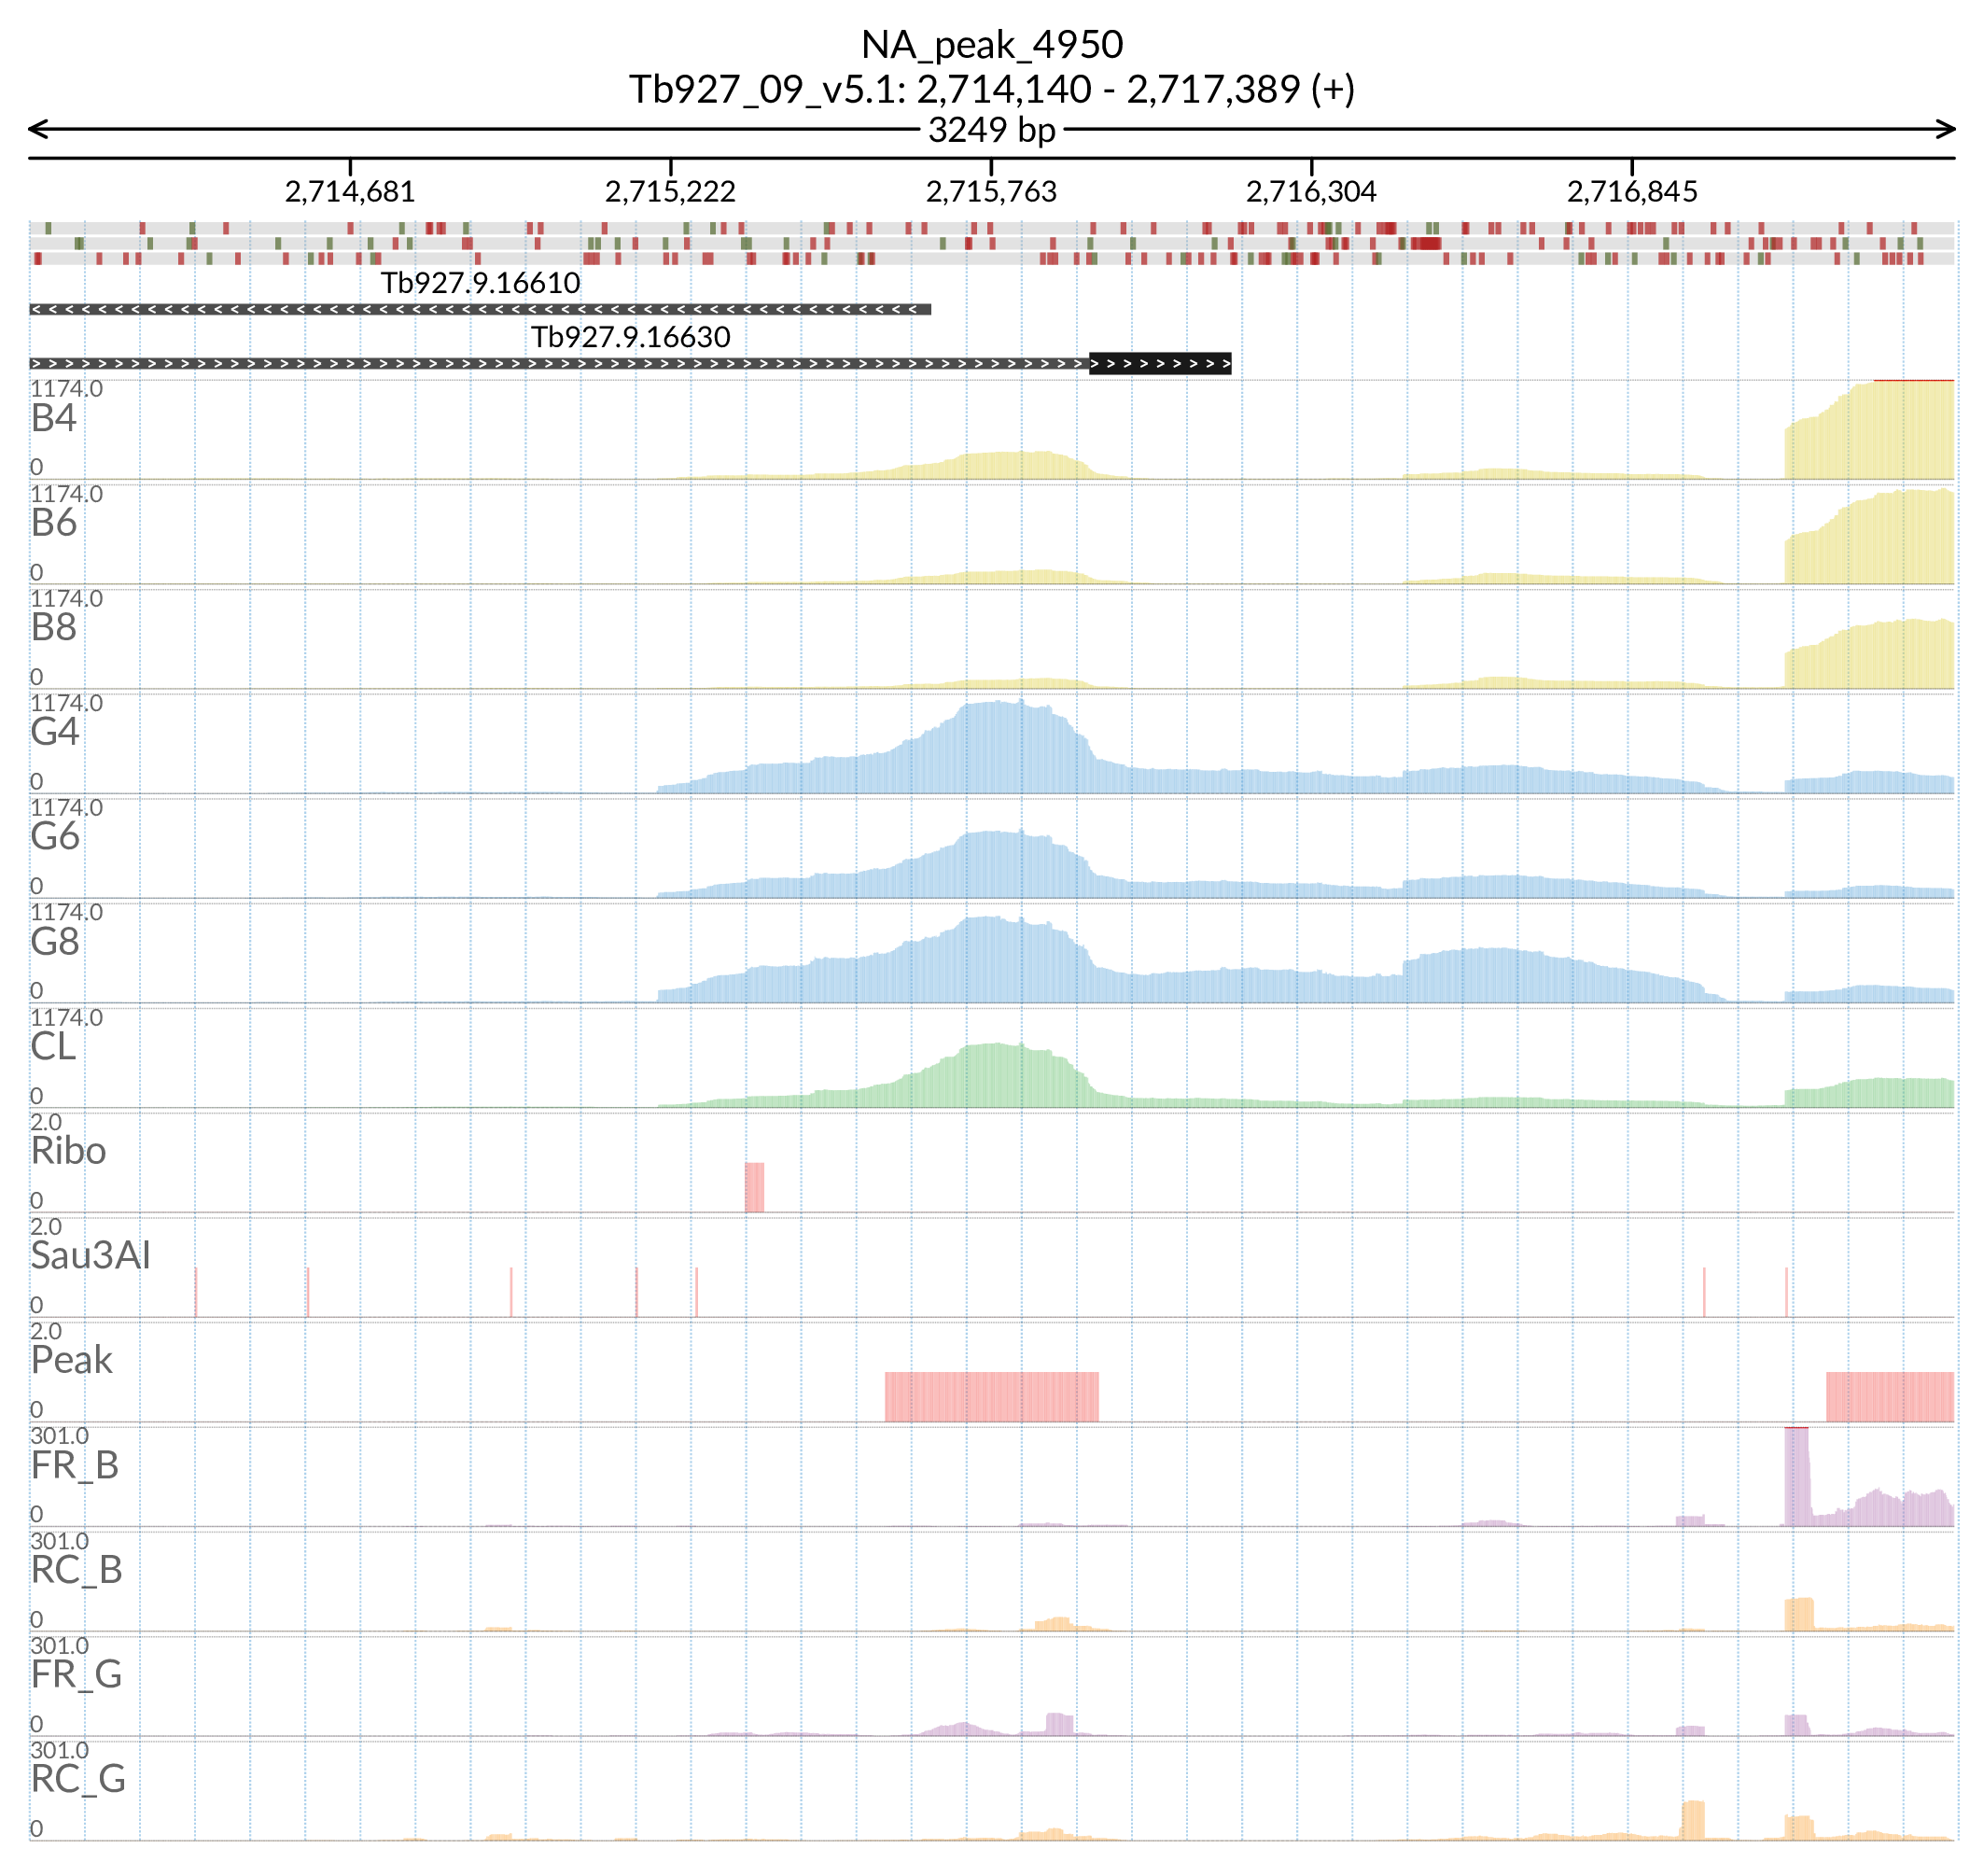 NA_peak_4950
Tb927_09_v5.1: 2,714,140 - 2,717,389 (+)
3249 bp
2,714,681 2,715,222 2,715,763 2,716,304 2,716,845
Tb927.9.16610
Tb927.9.16630
1174.0
B4
0
1174.0
B6
0
1174.0
B8
0
1174.0
G4
0
1174.0
G6
0
1174.0
G8
0
1174.0
CL
0
2.0
Ribo
0
2.0
Sau3AI
0
2.0
Peak
0
301.0
FR_B
0
301.0
RC_B
0
301.0
FR_G
0
301.0
RC_G
0